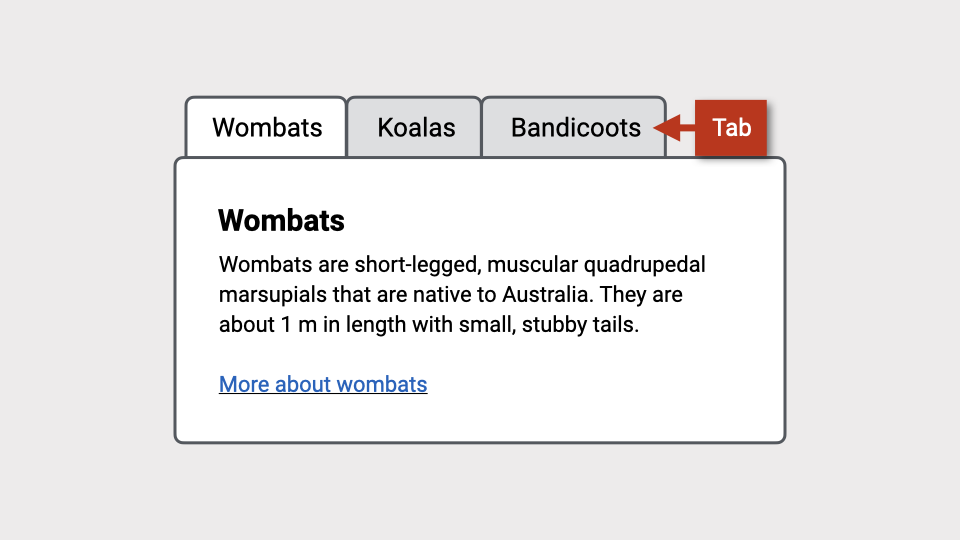 Wombats
Koalas
Bandicoots
Tab
Wombats
Wombats are short-legged, muscular quadrupedal
marsupials that are native to Australia. They are
about 1 m in length with small, stubby tails.
More about wombats